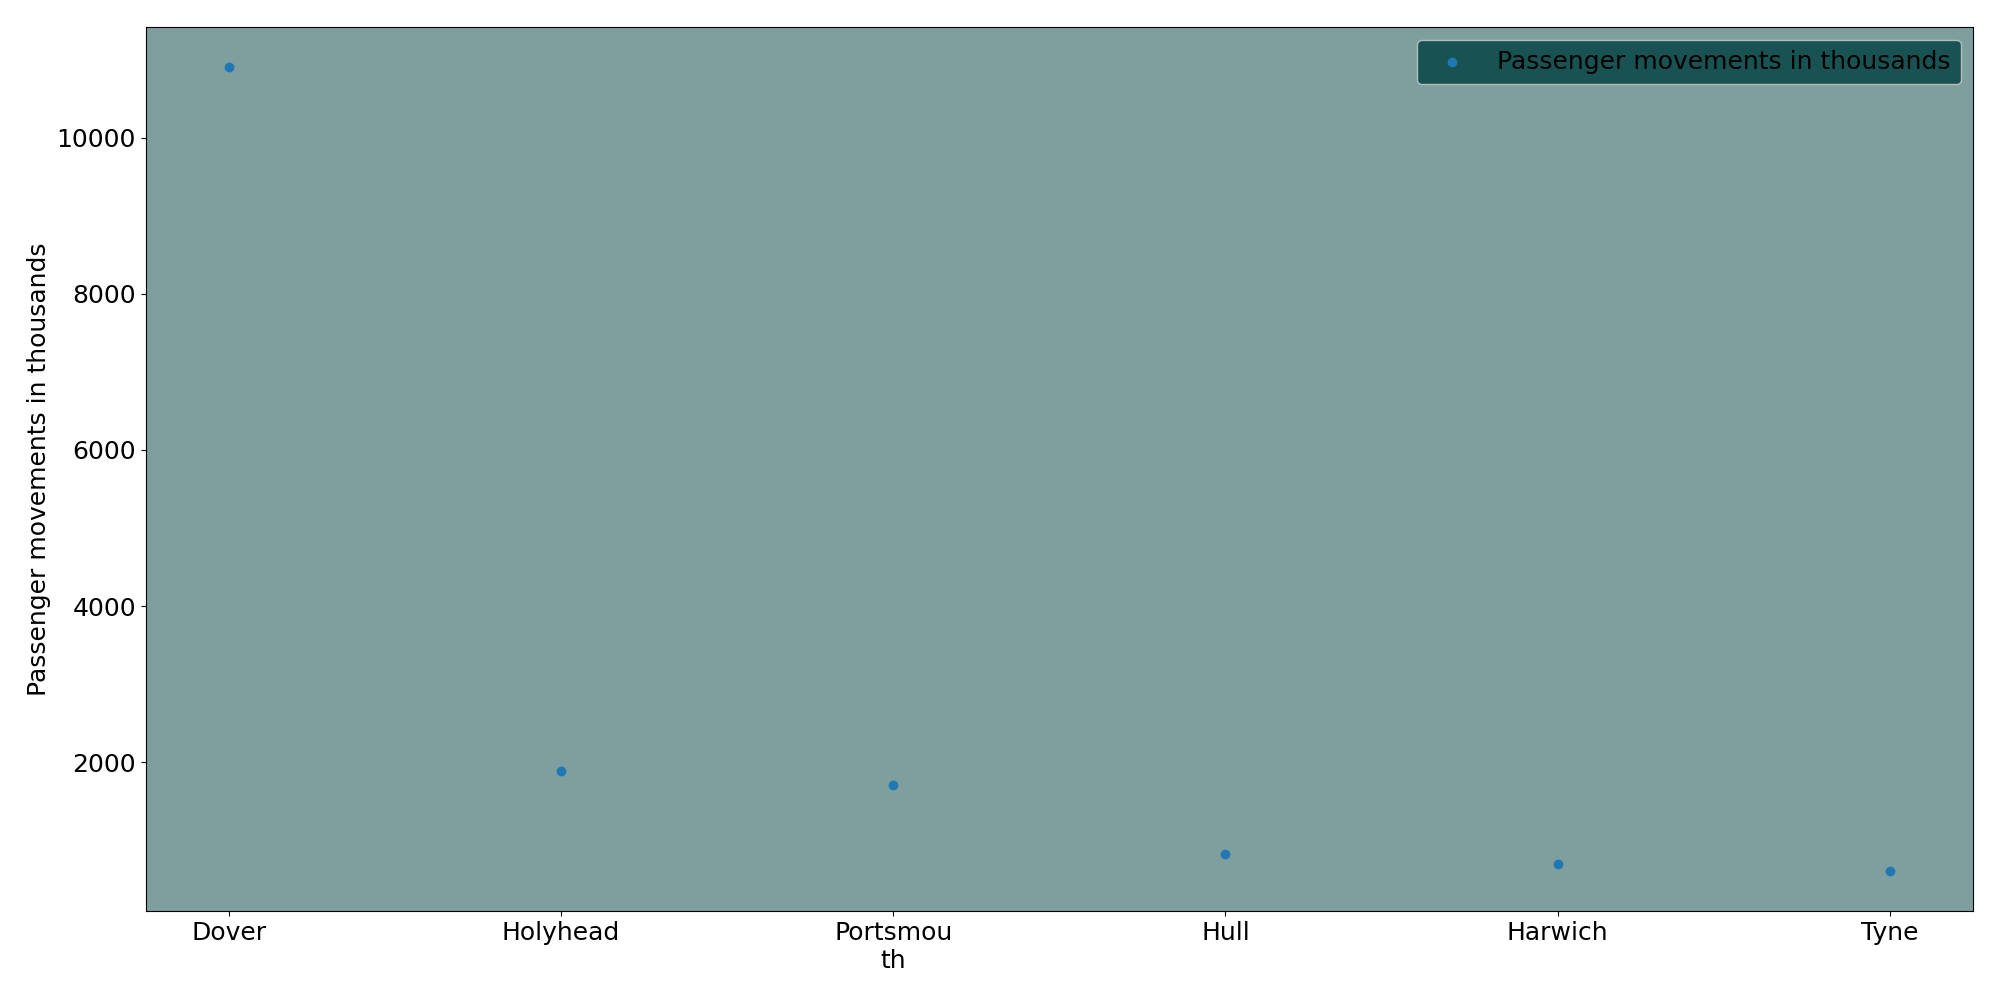 Passenger movements in thousands
Passenger movements in thousands
10000
8000
6000
4000
2000
Dover
Holyhead
Portsmou
th
Hull
Harwich
Tyne